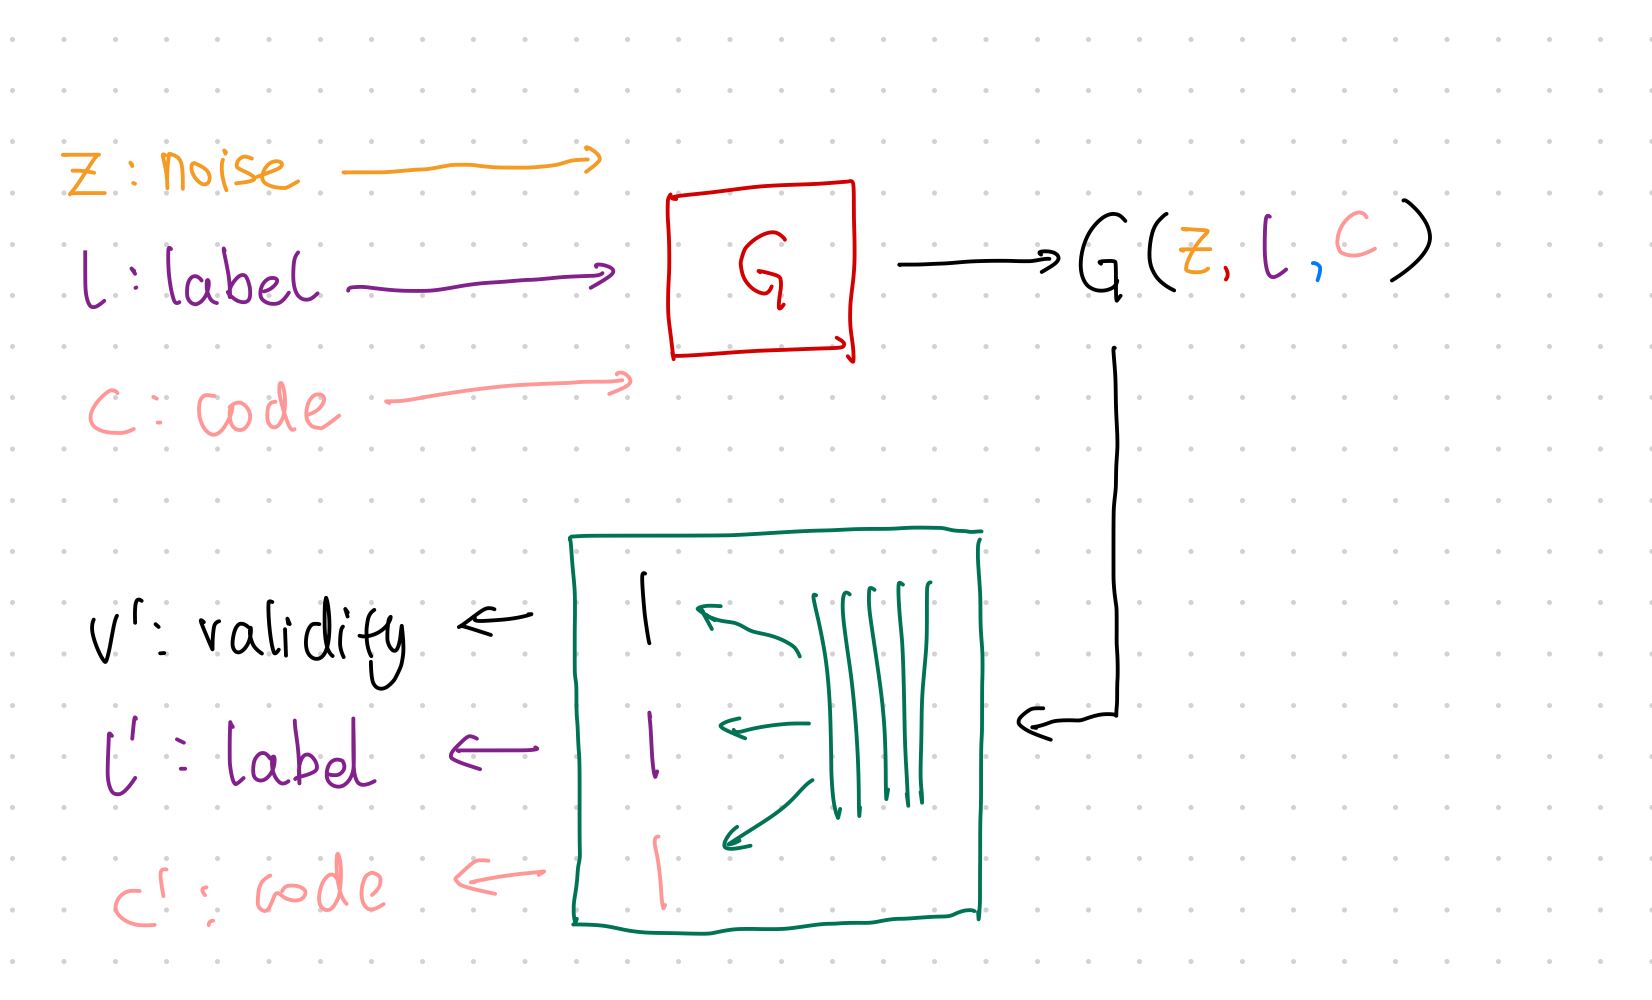 z : noise
l : label
c : code
G
G(z, l, c)
v' : validity
l' : label
c' : code